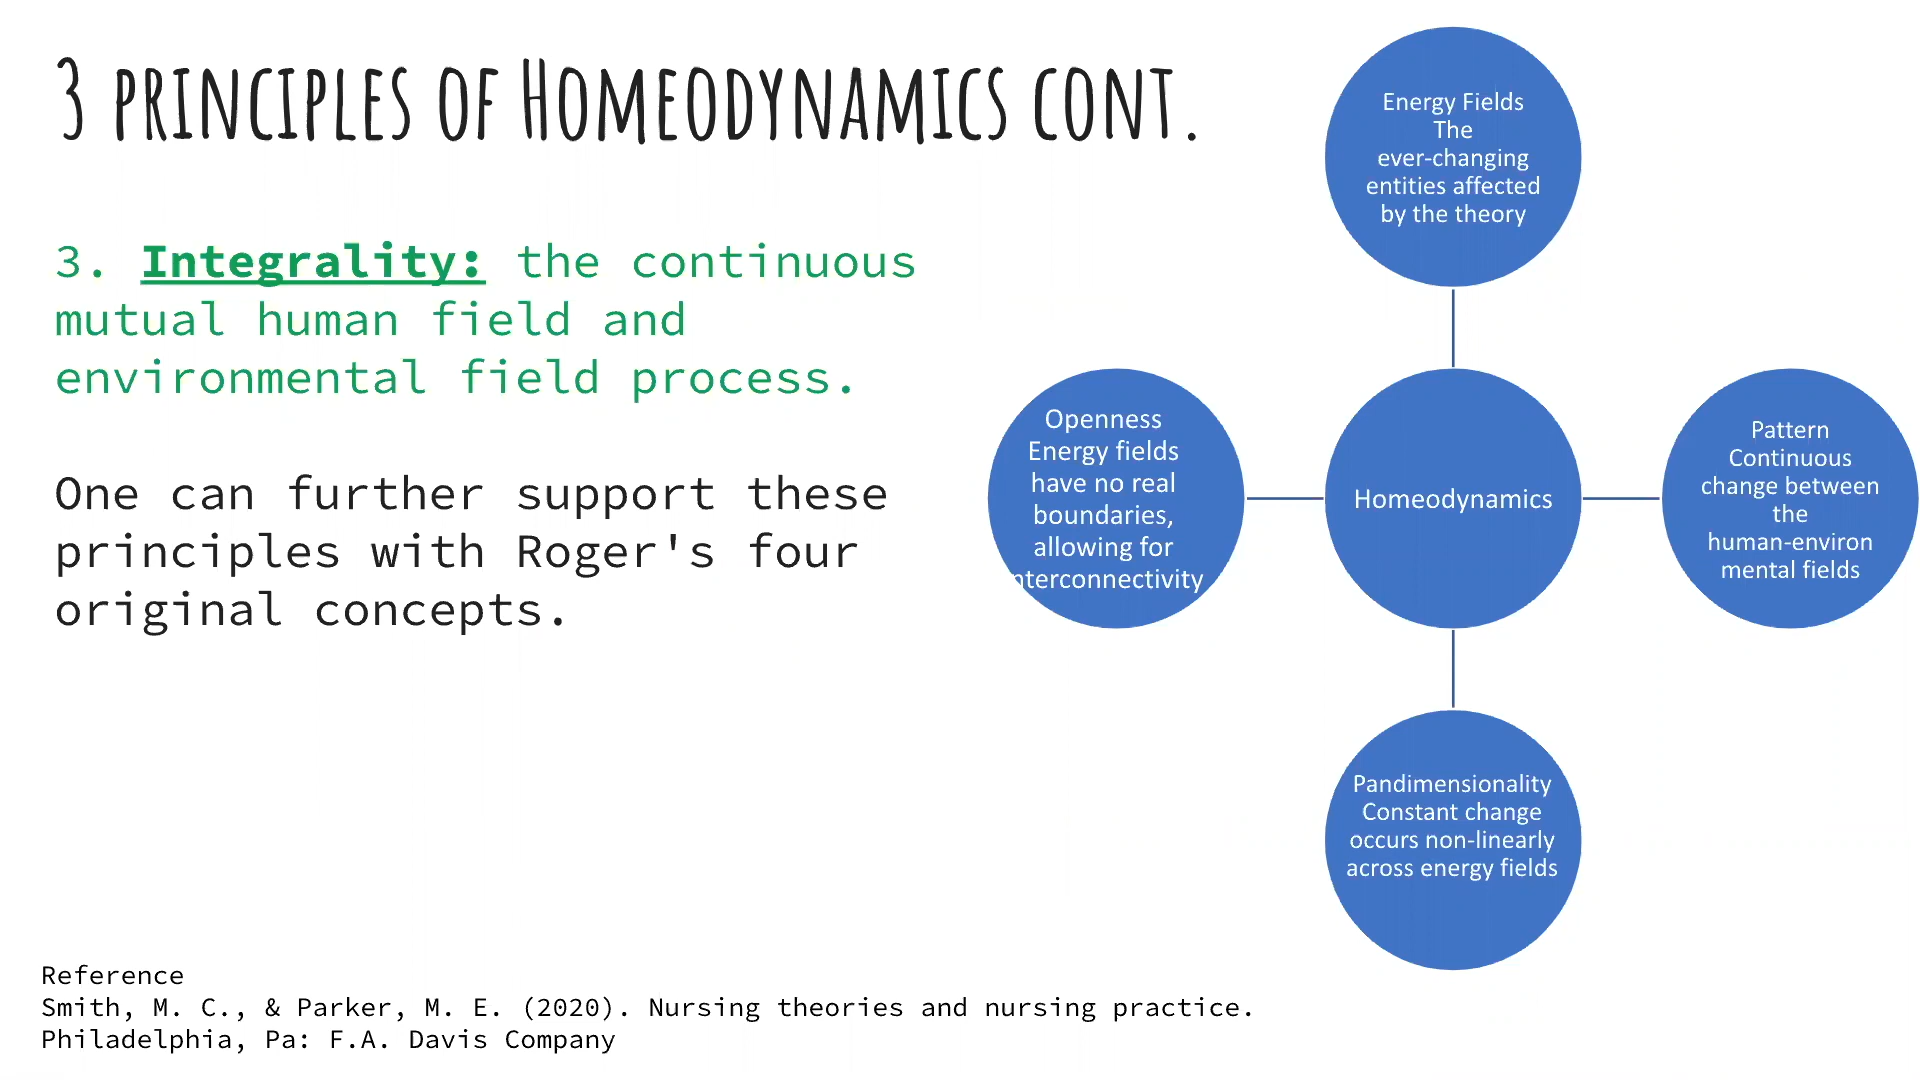 3 principles of Homeodynamics cont.
3. Integrality: the continuous
mutual human field and
environmental field process.
One can further support these
principles with Roger's four
original concepts.
Energy Fields
The
ever-changing
entities affected
by the theory
Openness
Energy fields
have no real
boundaries,
allowing for
nterconnectivity
Homeodynamics
Pattern
Continuous
change between
the
human-environ
mental fields
Pandimensionality
Constant change
occurs non-linearly
across energy fields
Reference
Smith, M. C., & Parker, M. E. (2020). Nursing theories and nursing practice.
Philadelphia, Pa: F.A. Davis Company